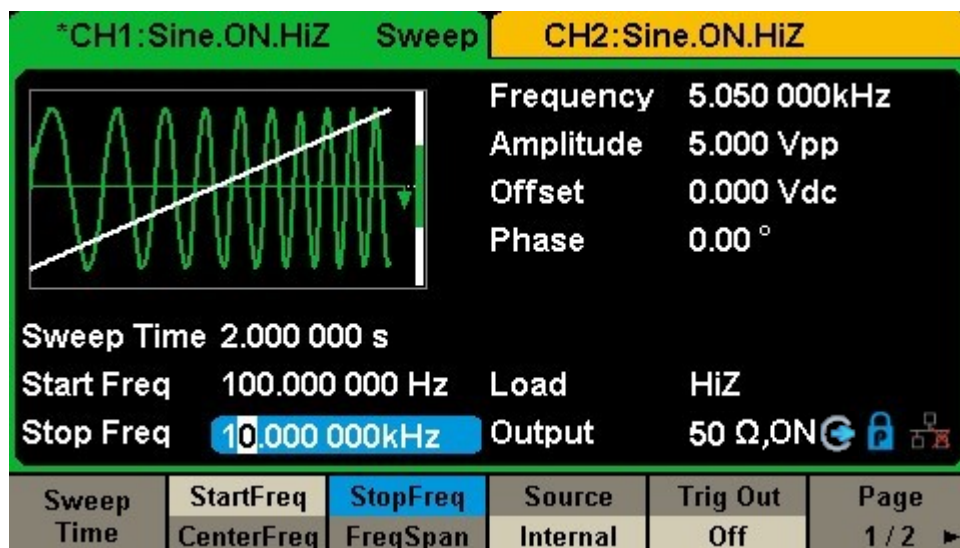 *CH1:Sine.ON.HiZ Sweep CH2:Sine.ON.HiZ
Frequency 5.050 000kHz
Amplitude 5.000 Vpp
Offset 0.000 Vdc
Phase 0.00 °
Sweep Time 2.000 000 s
Start Freq 100.000 000 Hz Load HiZ
Stop Freq 10.000 000kHz Output 50 Ω,ON P
Sweep StartFreq StopFreq Source Trig Out Page
Time CenterFreq FreqSpan Internal Off 1/2 ►